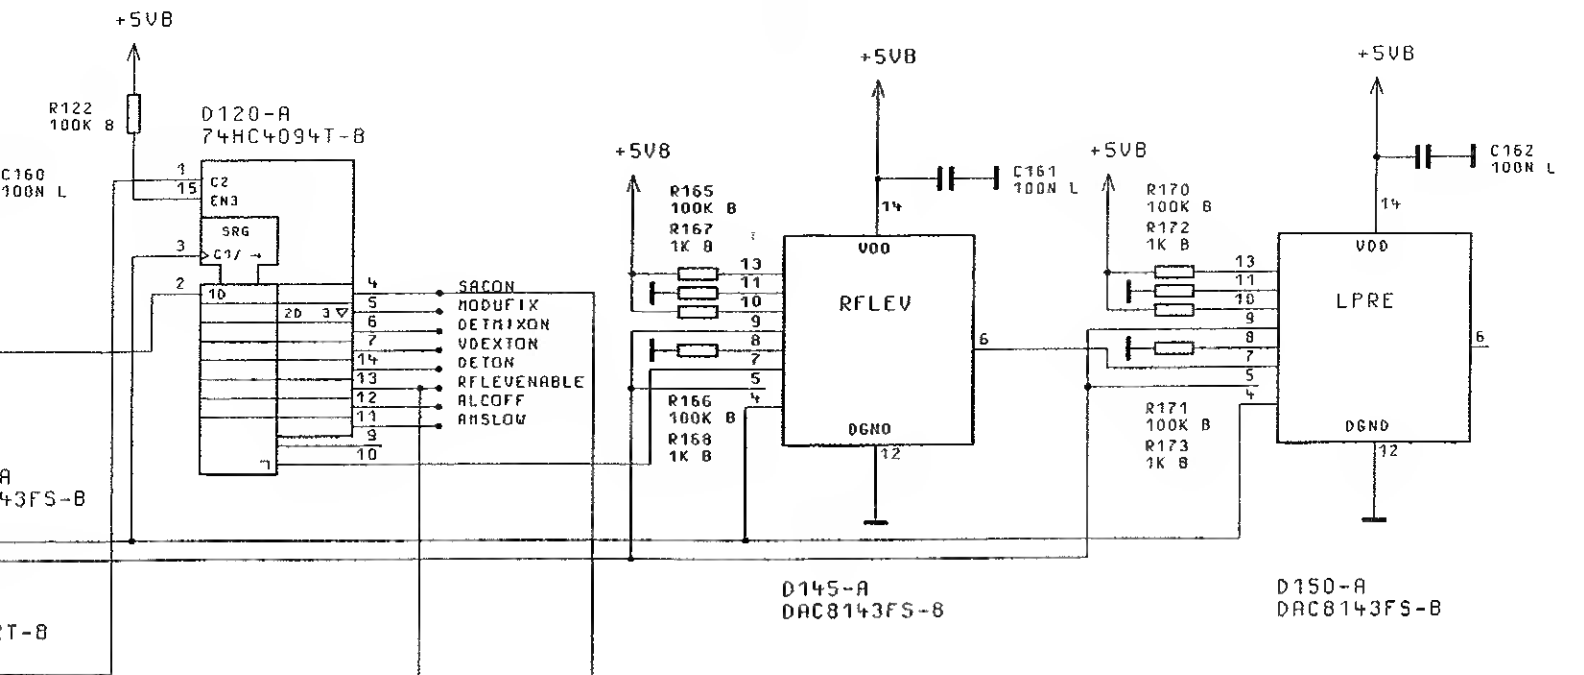 +5VB
R122
100K B
D120-A
74HC4094T-B
C160
100N L
1
15
C2
EN3
SRG
3
C1/ →
2
1D
2D 3 ▽
4
SACON
5
MODUFIX
6
DETMIXON
7
VDEXTON
14
DETON
13
RFLEVENABLE
12
ALCOFF
11
AMSLOW
9
10
A
43FS-B
T-B
+5VB
R165
100K B
R167
1K B
13
11
10
9
8
7
5
4
R166
100K B
R168
1K B
+5VB
C161
100N L
14
VDD
RFLEV
6
DGND
12
D145-A
DAC8143FS-B
+5VB
R170
100K B
R172
1K B
13
11
10
9
8
7
5
4
R171
100K B
R173
1K B
+5VB
C162
100N L
14
VDD
LPRE
6
DGND
12
D150-A
DAC8143FS-B